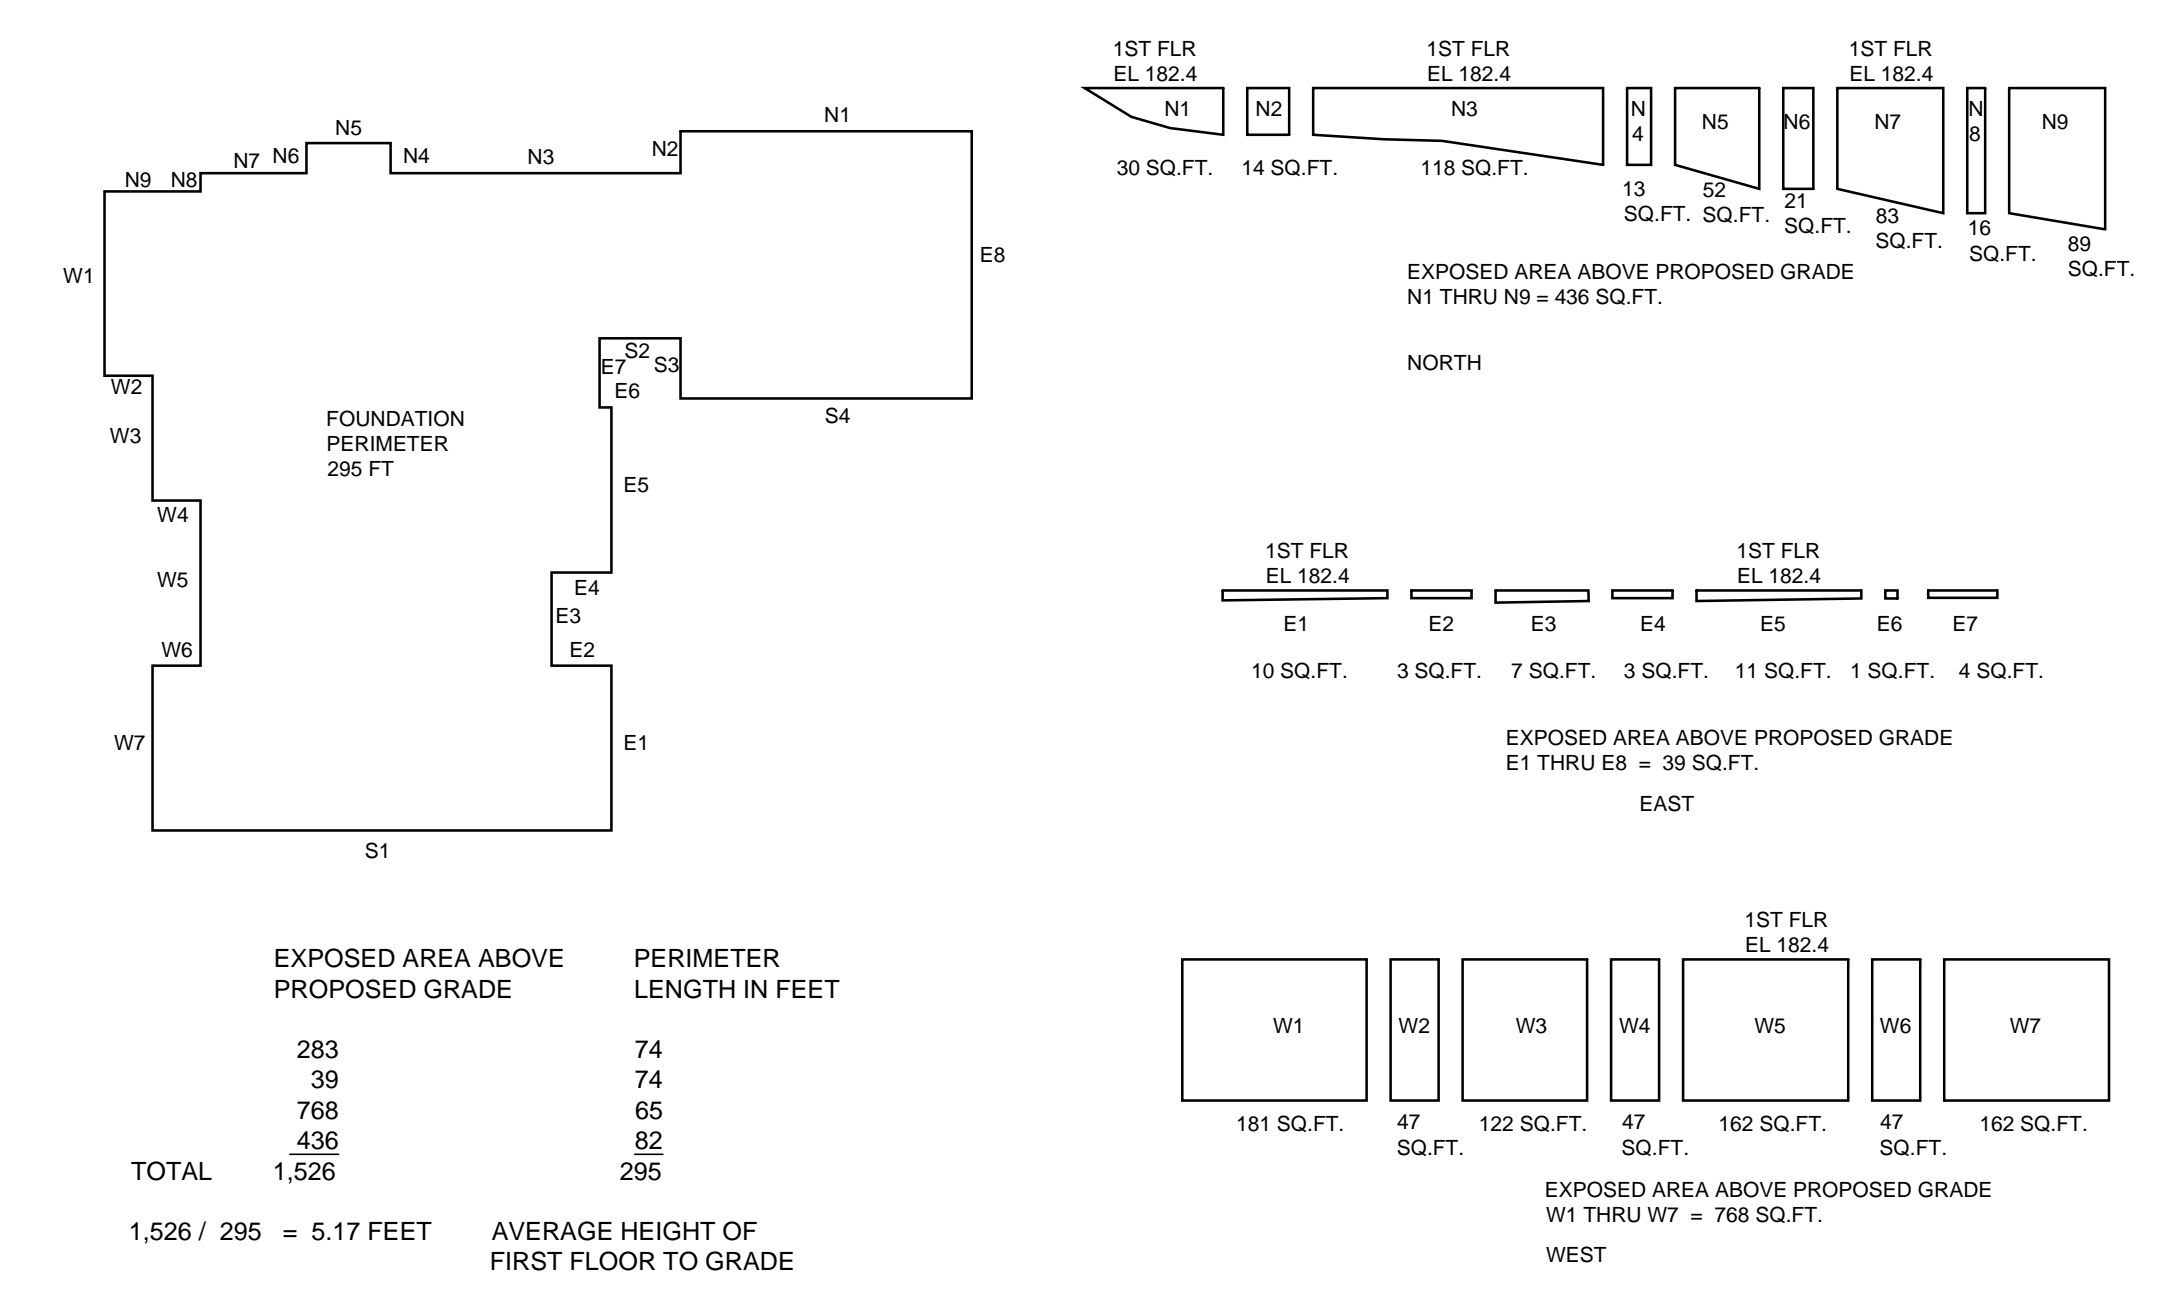 N1
N5
N2
N3
N4
N6
N7
N8
N9
W1
E8
W2
S2
E7
S3
E6
S4
W3
FOUNDATION
PERIMETER
295 FT
E5
W4
W5
E4
E3
E2
W6
W7
E1
S1
1ST FLR
EL 182.4
1ST FLR
EL 182.4
1ST FLR
EL 182.4
N1
N2
N3
N
4
N5
N6
N7
N
8
N9
30 SQ.FT.
14 SQ.FT.
118 SQ.FT.
13
SQ.FT.
52
SQ.FT.
21
SQ.FT.
83
SQ.FT.
16
SQ.FT.
89
SQ.FT.
EXPOSED AREA ABOVE PROPOSED GRADE
N1 THRU N9 = 436 SQ.FT.
NORTH
1ST FLR
EL 182.4
1ST FLR
EL 182.4
E1
E2
E3
E4
E5
E6
E7
10 SQ.FT.
3 SQ.FT.
7 SQ.FT.
3 SQ.FT.
11 SQ.FT.
1 SQ.FT.
4 SQ.FT.
EXPOSED AREA ABOVE PROPOSED GRADE
E1 THRU E8 = 39 SQ.FT.
EAST
1ST FLR
EL 182.4
W1
W2
W3
W4
W5
W6
W7
181 SQ.FT.
47
SQ.FT.
122 SQ.FT.
47
SQ.FT.
162 SQ.FT.
47
SQ.FT.
162 SQ.FT.
EXPOSED AREA ABOVE PROPOSED GRADE
W1 THRU W7 = 768 SQ.FT.
WEST
EXPOSED AREA ABOVE PERIMETER
PROPOSED GRADE LENGTH IN FEET
283 74
39 74
768 65
436 82
TOTAL 1,526 295
1,526 / 295 = 5.17 FEET AVERAGE HEIGHT OF
FIRST FLOOR TO GRADE